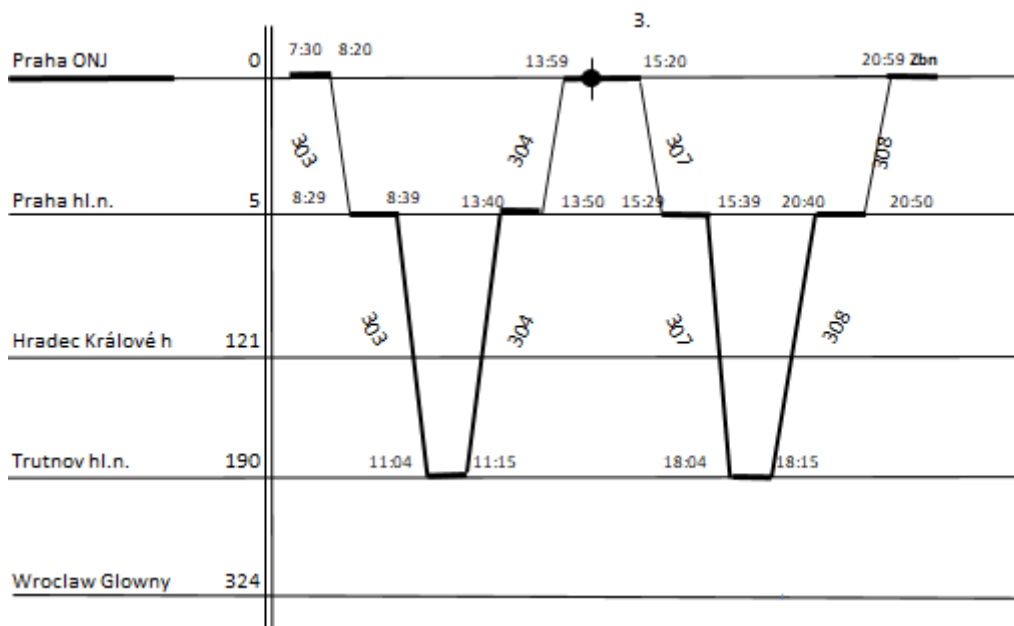 3.
Praha ONJ 0 7:30 8:20 13:59 15:20 20:59 Zbn
303 304 307 308
Praha hl.n. 5 8:29 8:39 13:40 13:50 15:29 15:39 20:40 20:50
303 304 307 308
Hradec Králové h 121
Trutnov hl.n. 190 11:04 11:15 18:04 18:15
Wroclaw Glowny 324